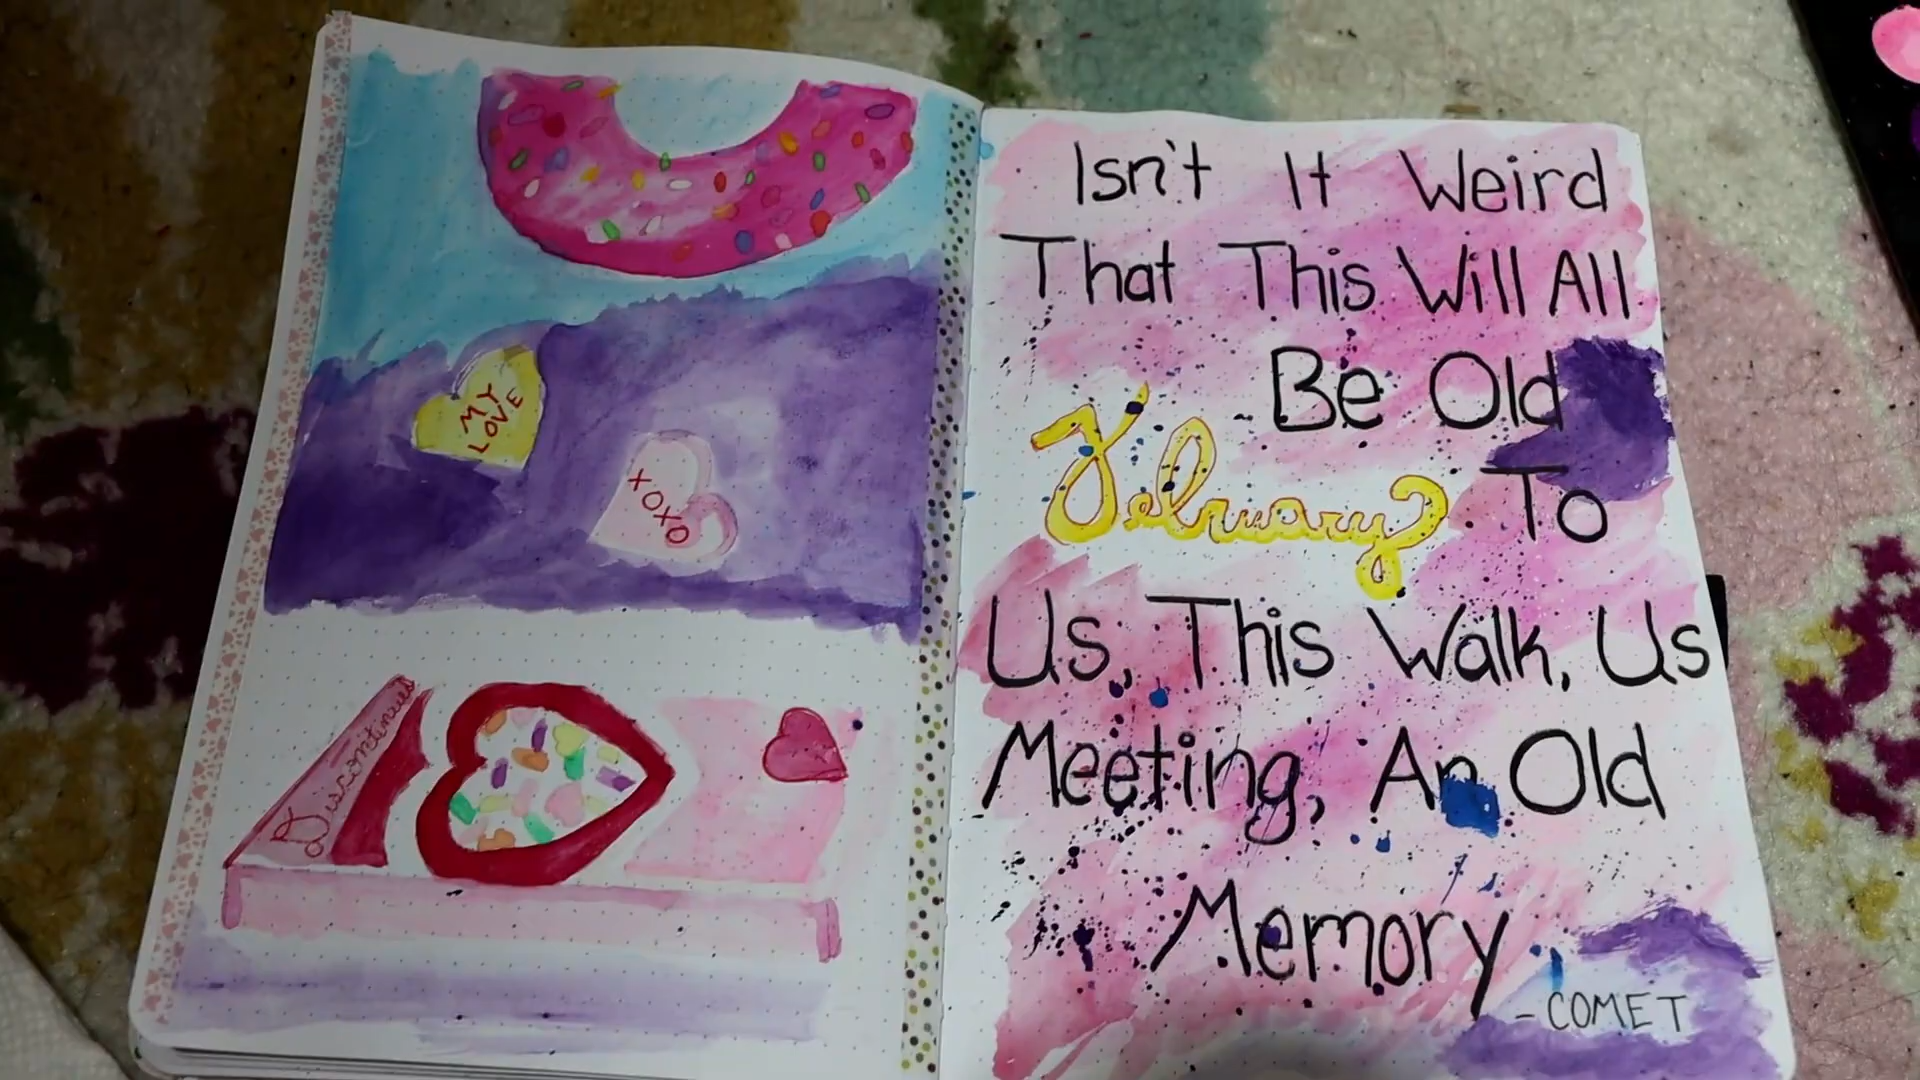 MY
LOVE
XOXO
Discontinued
Isn't It Weird
That This Will All
Be Old
February To
Us, This Walk, Us
Meeting, An Old
Memory
- COMET